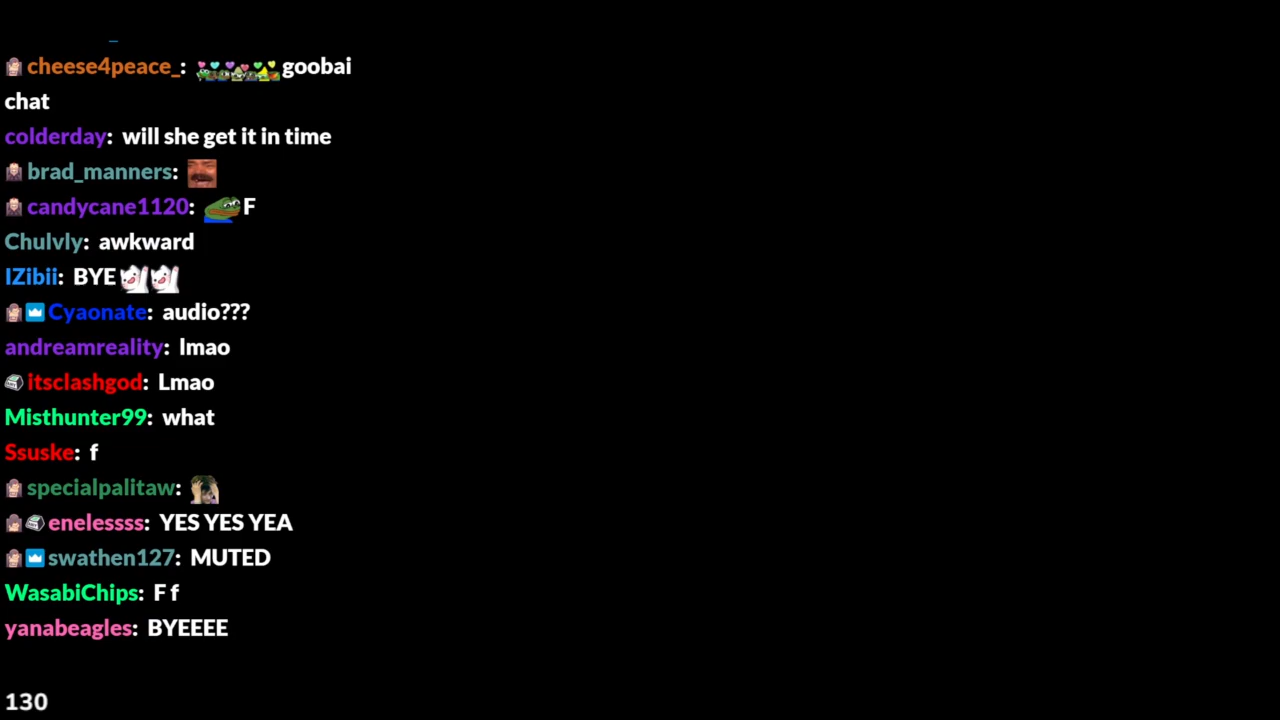 cheese4peace_: goobai
chat
colderday: will she get it in time
brad_manners:
candycane1120: F
Chulvly: awkward
IZibii: BYE
Cyaonate: audio???
andreamreality: lmao
itsclashgod: Lmao
Misthunter99: what
Ssuske: f
specialpalitaw:
enelessss: YES YES YEA
swathen127: MUTED
WasabiChips: F f
yanabeagles: BYEEEE
130